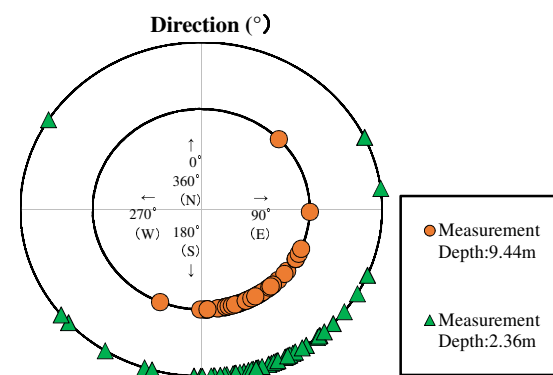 Direction (°)
↑
0°
360°
(N)
← →
270° 90°
(W) 180° (E)
(S)
↓
Measurement
Depth:9.44m
Measurement
Depth:2.36m